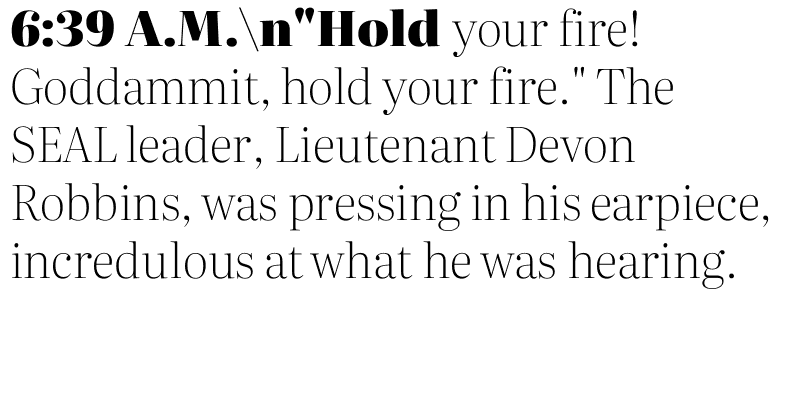 6:39 A.M.\n"Hold your fire!
Goddammit, hold your fire." The
SEAL leader, Lieutenant Devon
Robbins, was pressing in his earpiece,
incredulous at what he was hearing.